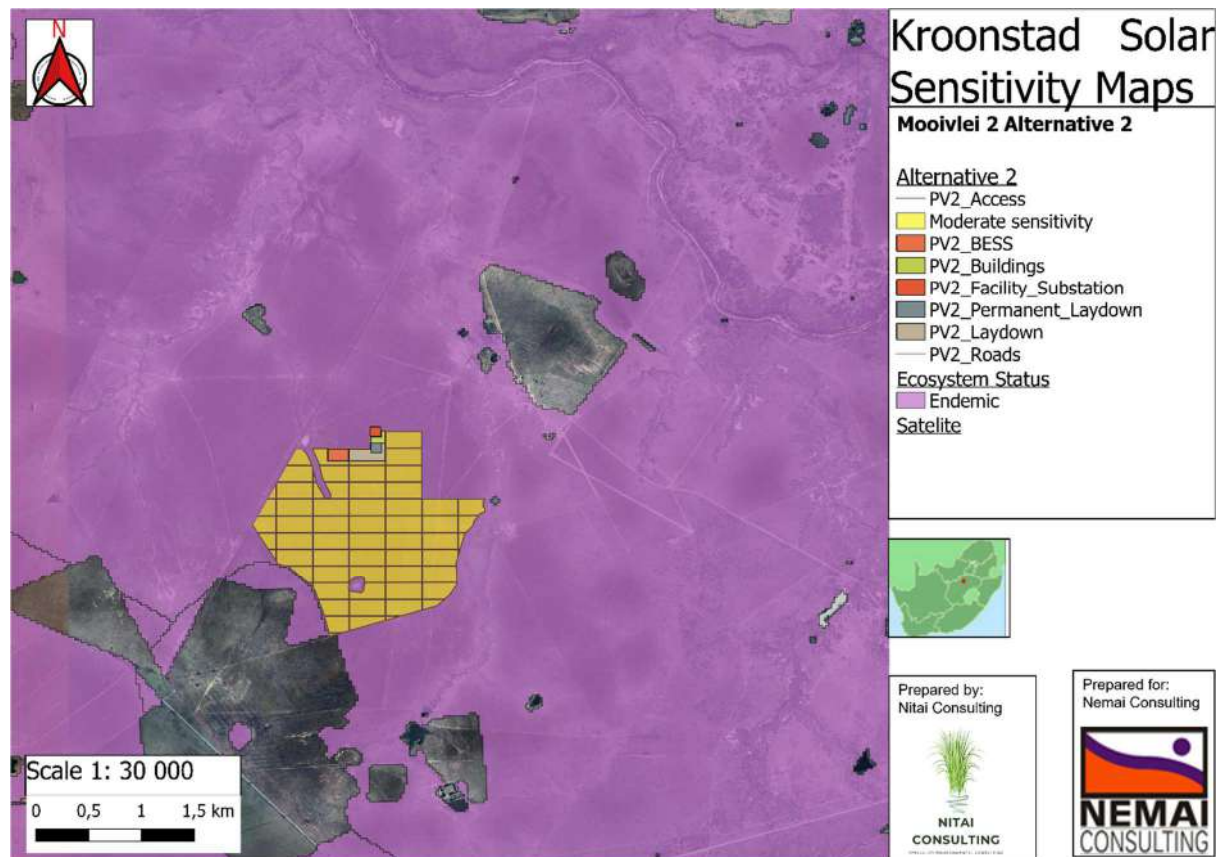 N
Kroonstad Solar
Sensitivity Maps
Mooivlei 2 Alternative 2
Alternative 2
PV2_Access
Moderate sensitivity
PV2_BESS
PV2_Buildings
PV2_Facility_Substation
PV2_Permanent_Laydown
PV2_Laydown
PV2_Roads
Ecosystem Status
Endemic
Satelite
Scale 1: 30 000
0 0,5 1 1,5 km
Prepared by:
Nitai Consulting
NITAI
CONSULTING
Prepared for:
Nemai Consulting
NEMAI
CONSULTING